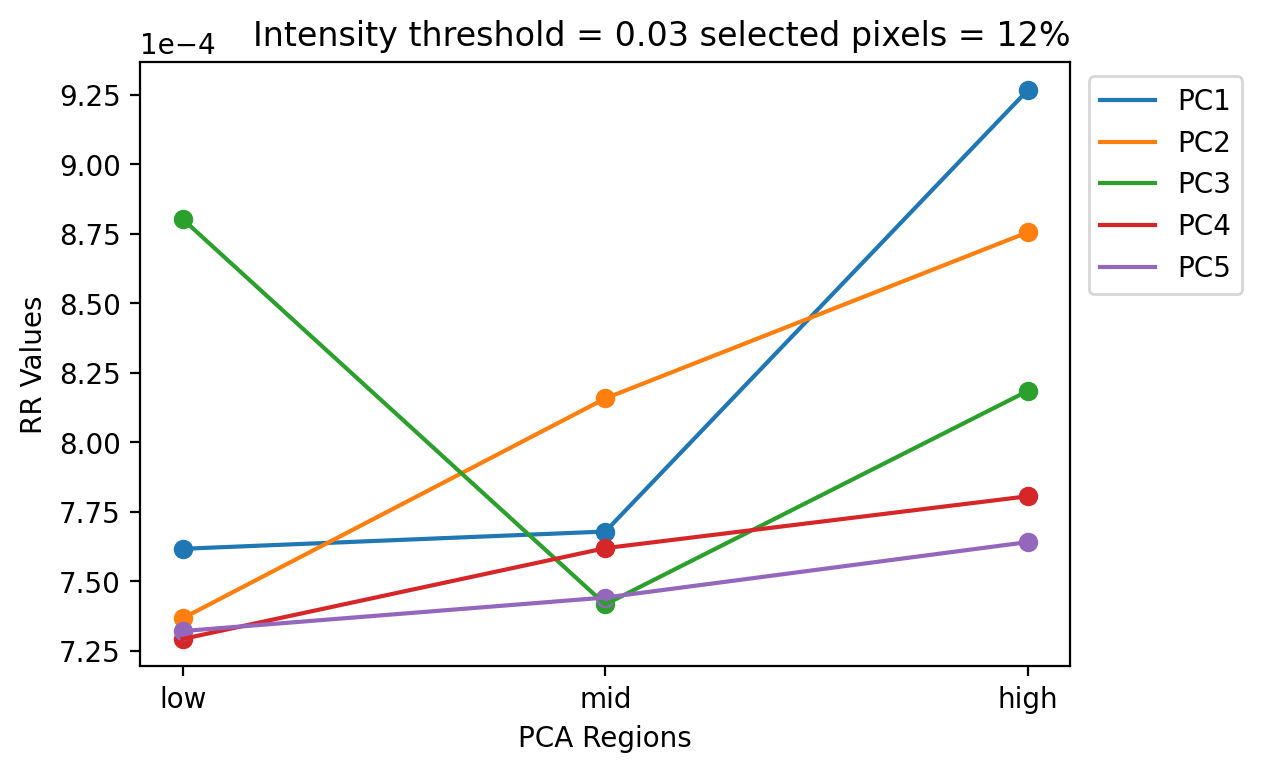 Intensity threshold = 0.03 selected pixels = 12%
1e−4
9.25
9.00
8.75
8.50
8.25
8.00
7.75
7.50
7.25
RR Values
low mid high
PCA Regions
PC1
PC2
PC3
PC4
PC5